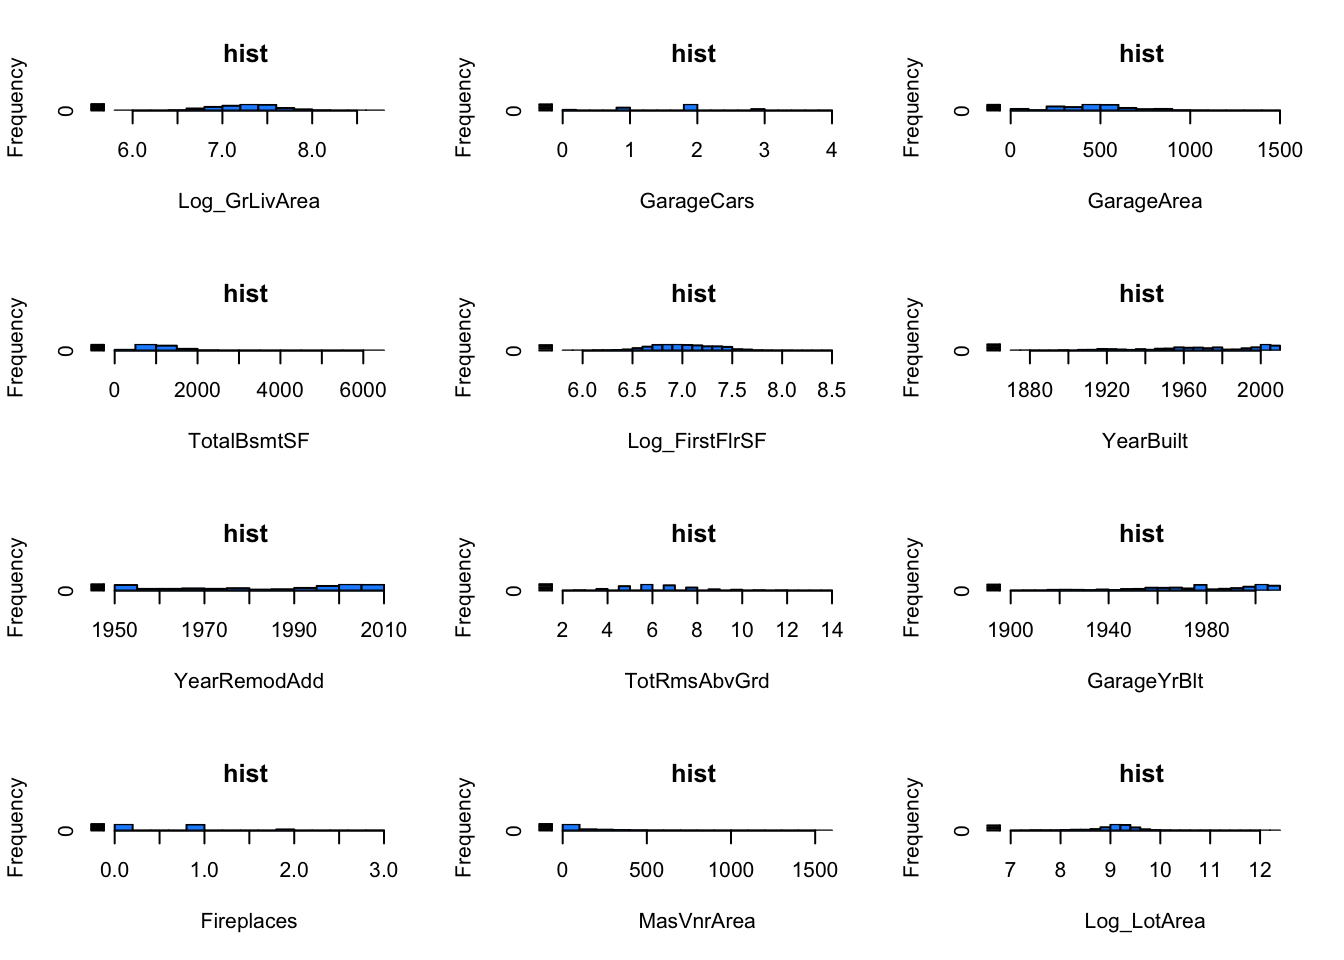 hist
Frequency
0
6.0 7.0 8.0
Log_GrLivArea
hist
Frequency
0
0 1 2 3 4
GarageCars
hist
Frequency
0
0 500 1000 1500
GarageArea
hist
Frequency
0
0 2000 4000 6000
TotalBsmtSF
hist
Frequency
0
6.0 6.5 7.0 7.5 8.0 8.5
Log_FirstFlrSF
hist
Frequency
0
1880 1920 1960 2000
YearBuilt
hist
Frequency
0
1950 1970 1990 2010
YearRemodAdd
hist
Frequency
0
2 4 6 8 10 12 14
TotRmsAbvGrd
hist
Frequency
0
1900 1940 1980
GarageYrBlt
hist
Frequency
0
0.0 1.0 2.0 3.0
Fireplaces
hist
Frequency
0
0 500 1000 1500
MasVnrArea
hist
Frequency
0
7 8 9 10 11 12
Log_LotArea